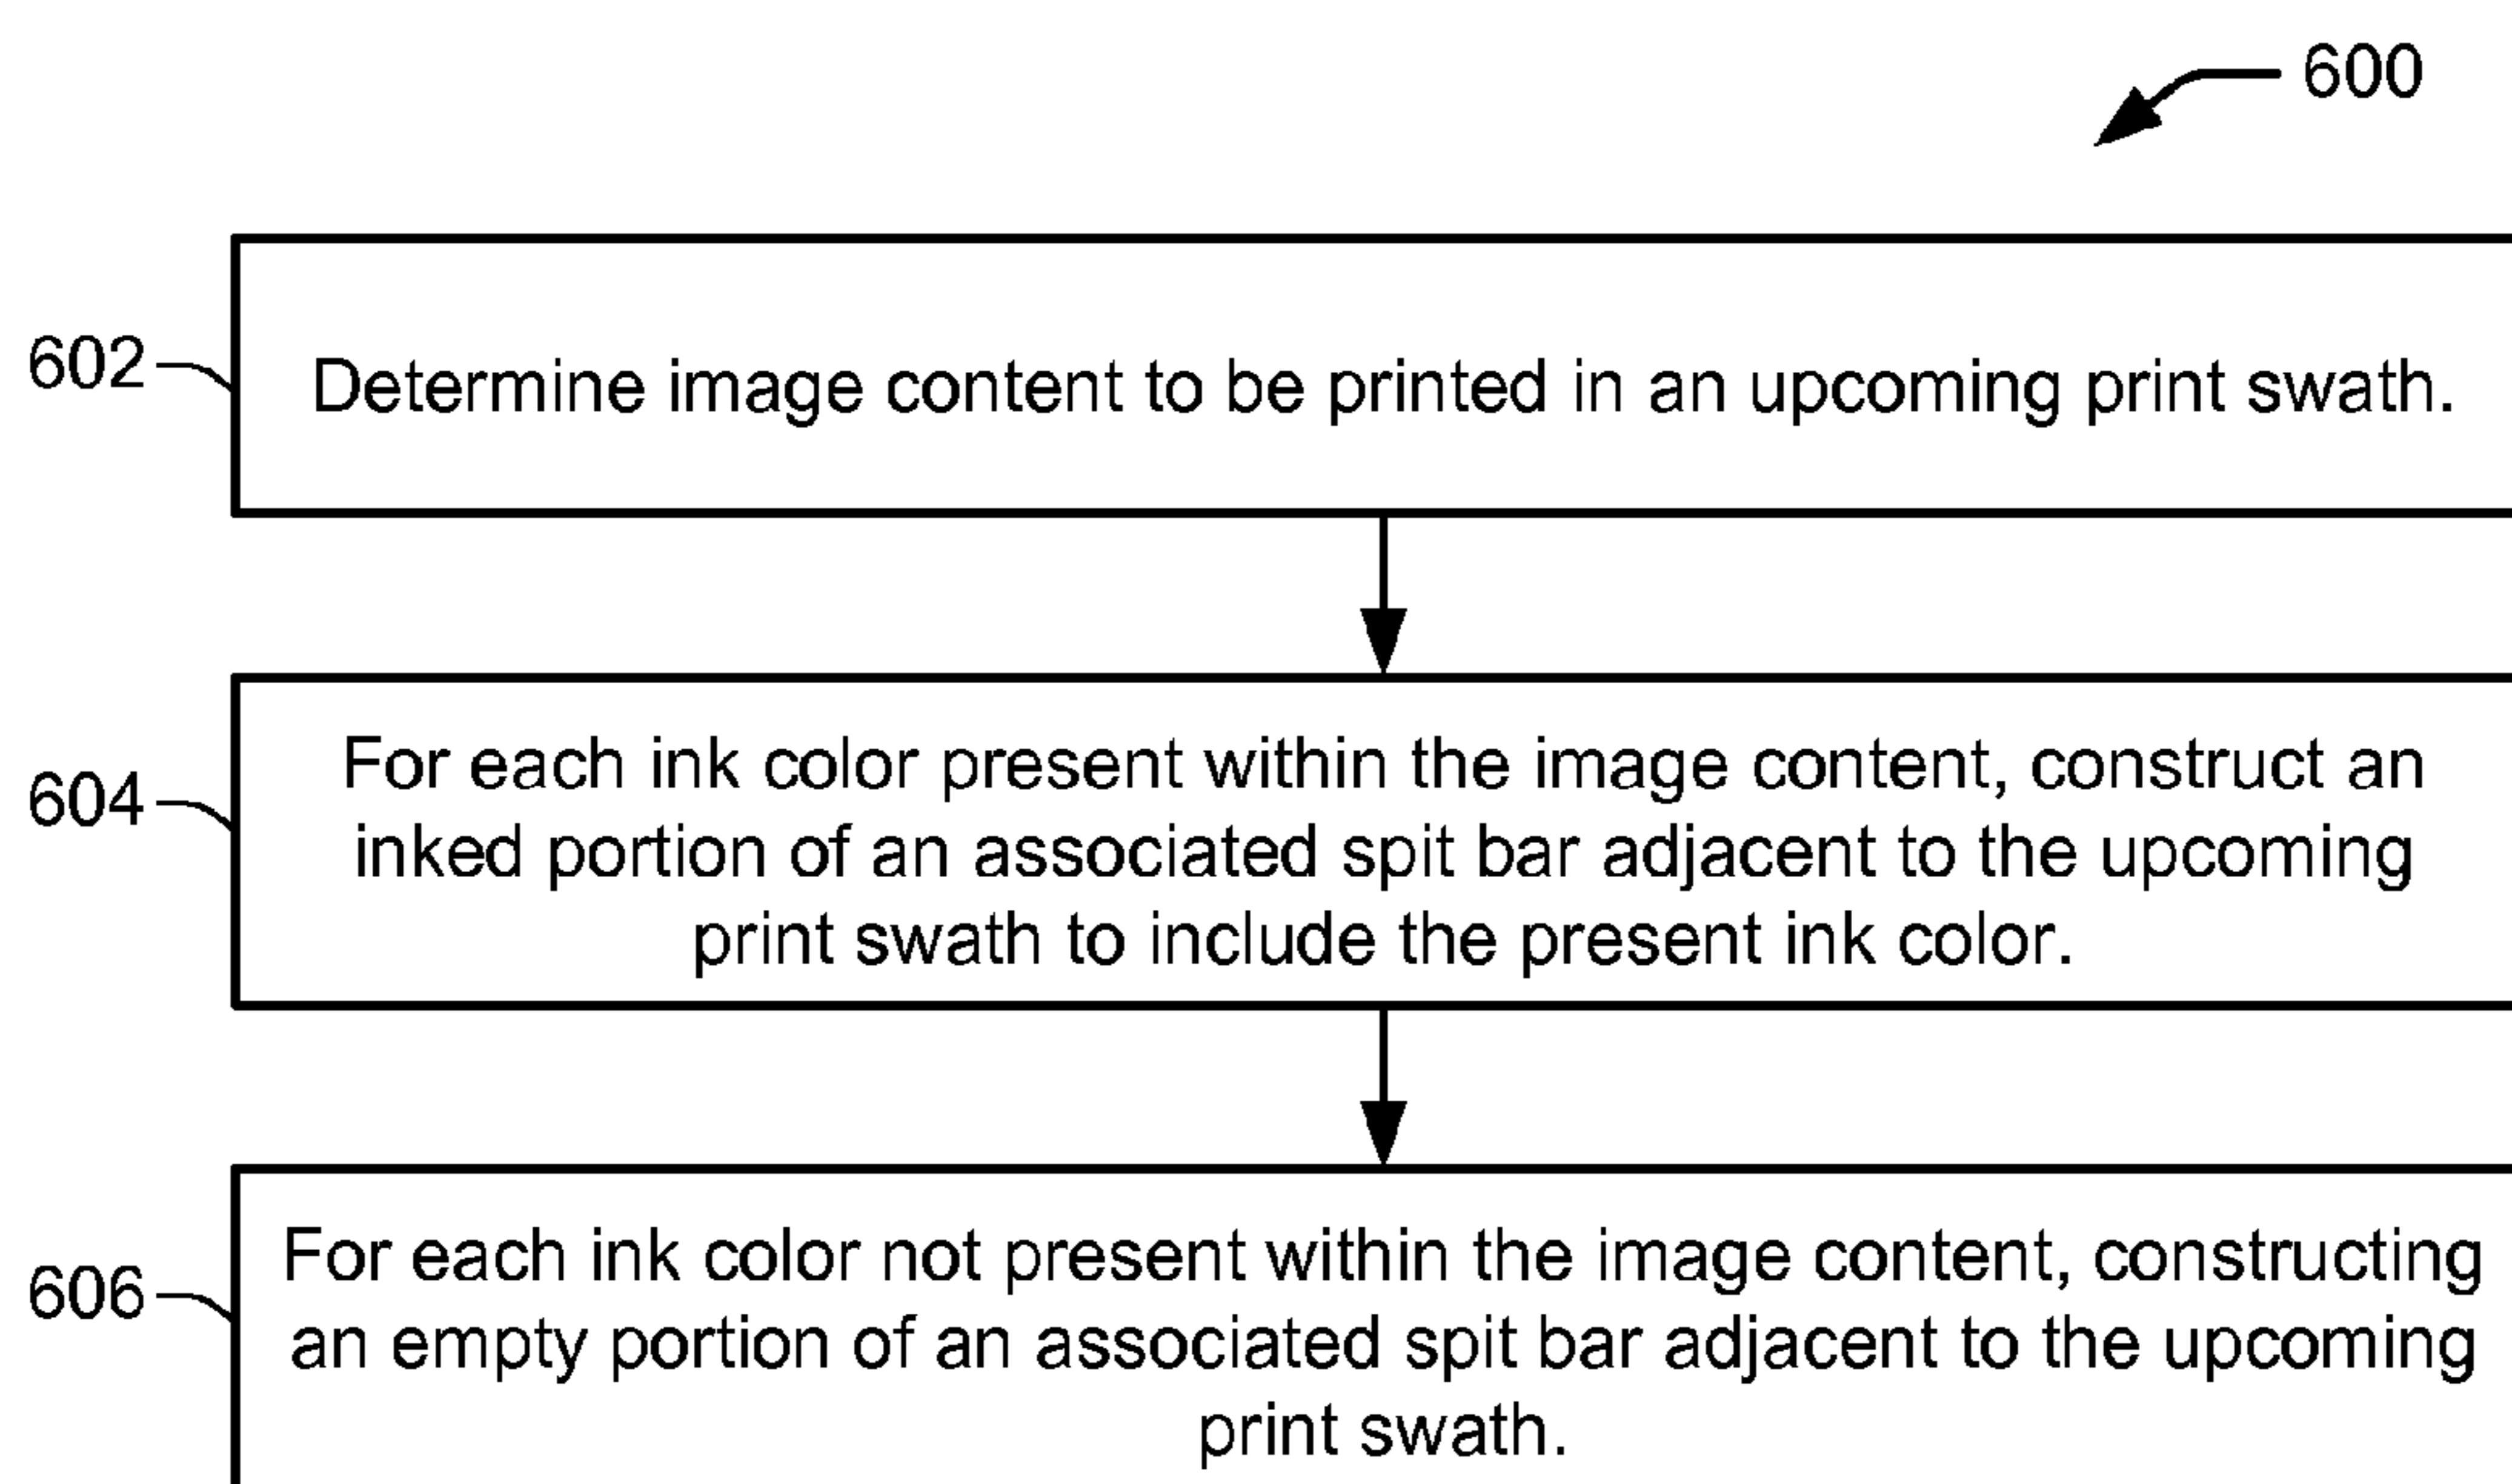 600
602
Determine image content to be printed in an upcoming print swath.
604
For each ink color present within the image content, construct an
inked portion of an associated spit bar adjacent to the upcoming
print swath to include the present ink color.
606
For each ink color not present within the image content, constructing
an empty portion of an associated spit bar adjacent to the upcoming
print swath.